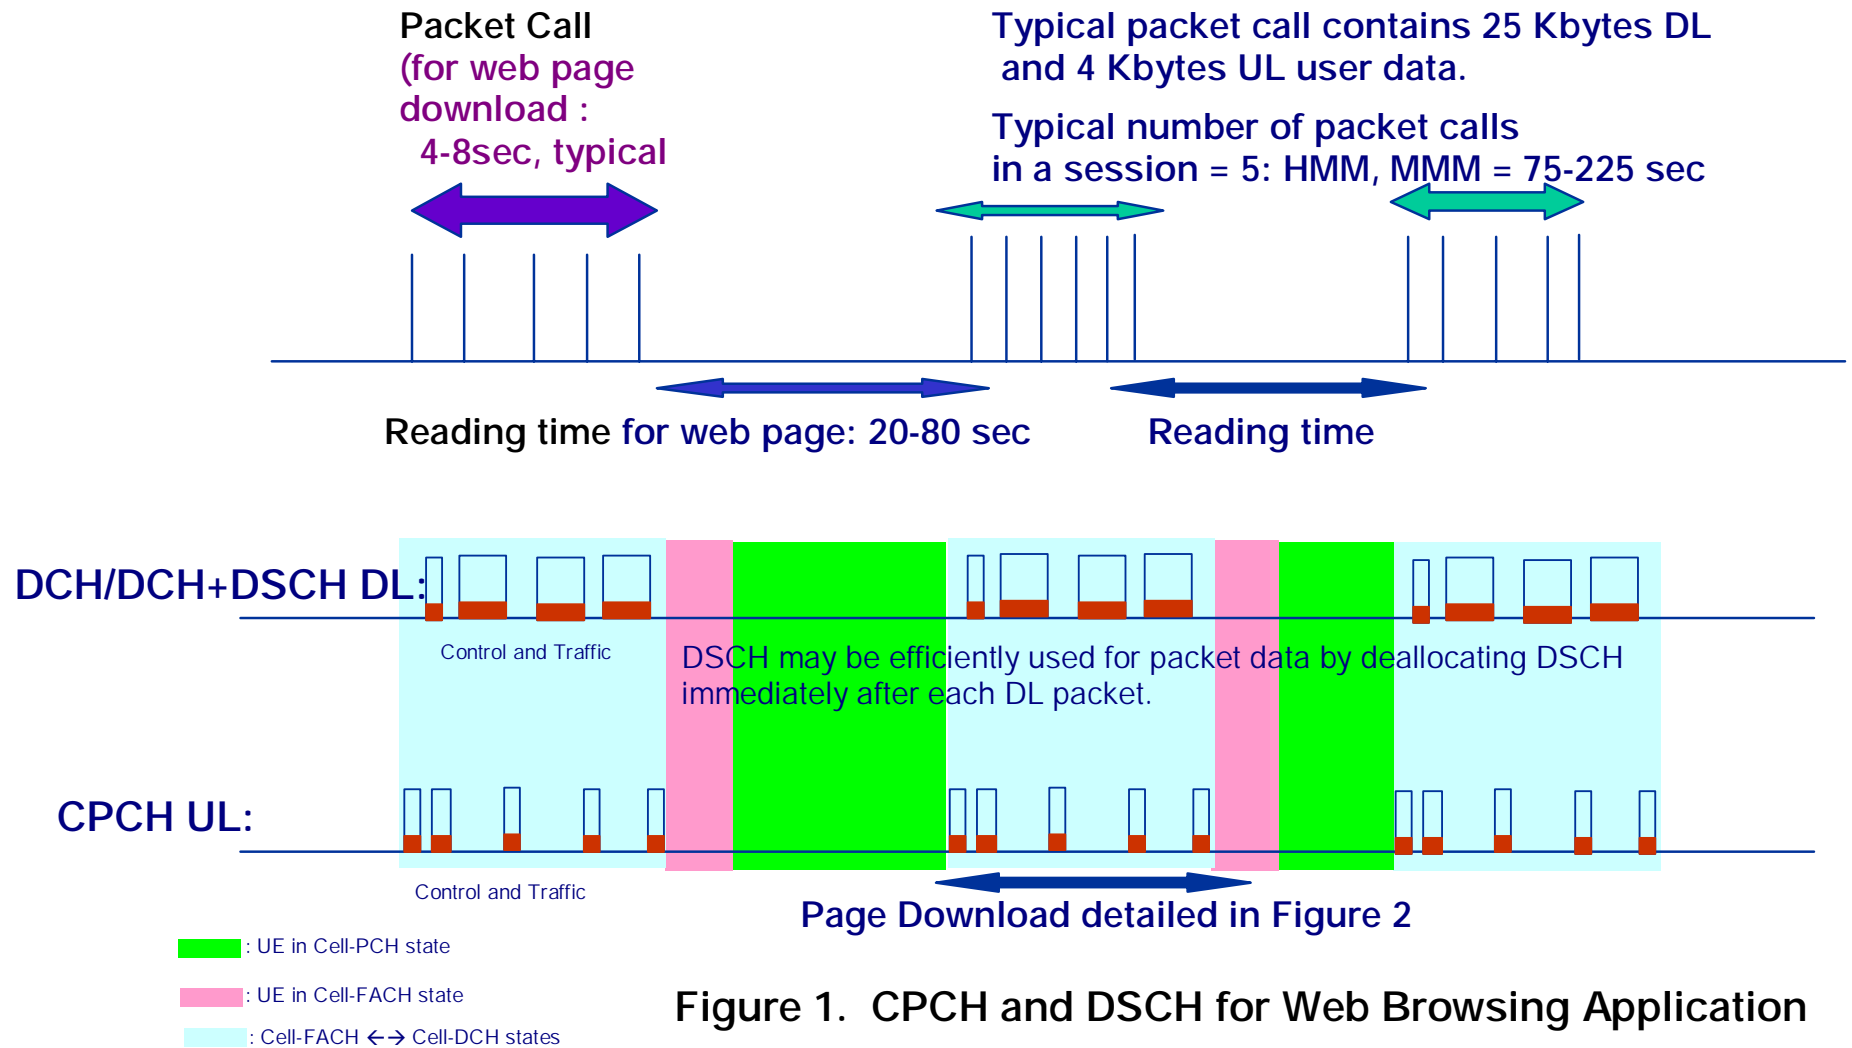 Packet Call
(for web page
download :
4-8sec, typical
Typical packet call contains 25 Kbytes DL
and 4 Kbytes UL user data.
Typical number of packet calls
in a session = 5: HMM, MMM = 75-225 sec
Reading time for web page: 20-80 sec
Reading time
DCH/DCH+DSCH DL:
Control and Traffic
DSCH may be efficiently used for packet data by deallocating DSCH
immediately after each DL packet.
CPCH UL:
Control and Traffic
Page Download detailed in Figure 2
: UE in Cell-PCH state
: UE in Cell-FACH state
: Cell-FACH ←→ Cell-DCH states
Figure 1. CPCH and DSCH for Web Browsing Application